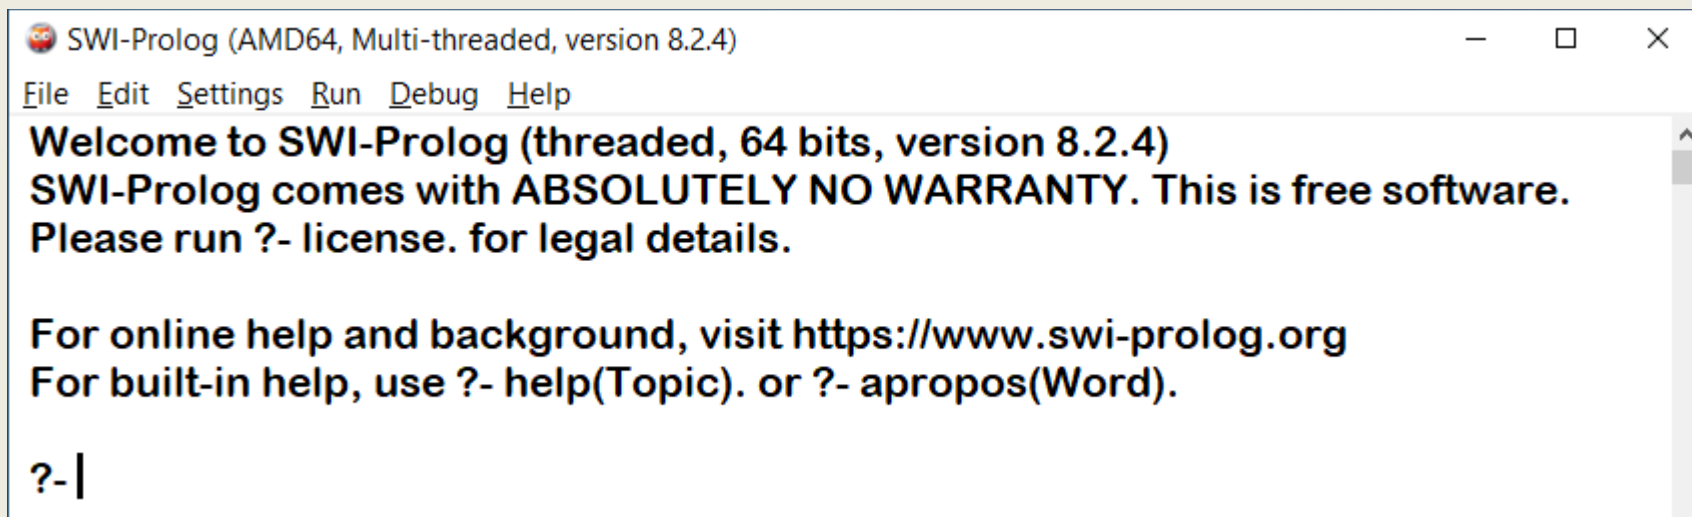 SWI-Prolog (AMD64, Multi-threaded, version 8.2.4)
File Edit Settings Run Debug Help
Welcome to SWI-Prolog (threaded, 64 bits, version 8.2.4)
SWI-Prolog comes with ABSOLUTELY NO WARRANTY. This is free software.
Please run ?- license. for legal details.
For online help and background, visit https://www.swi-prolog.org
For built-in help, use ?- help(Topic). or ?- apropos(Word).
?-